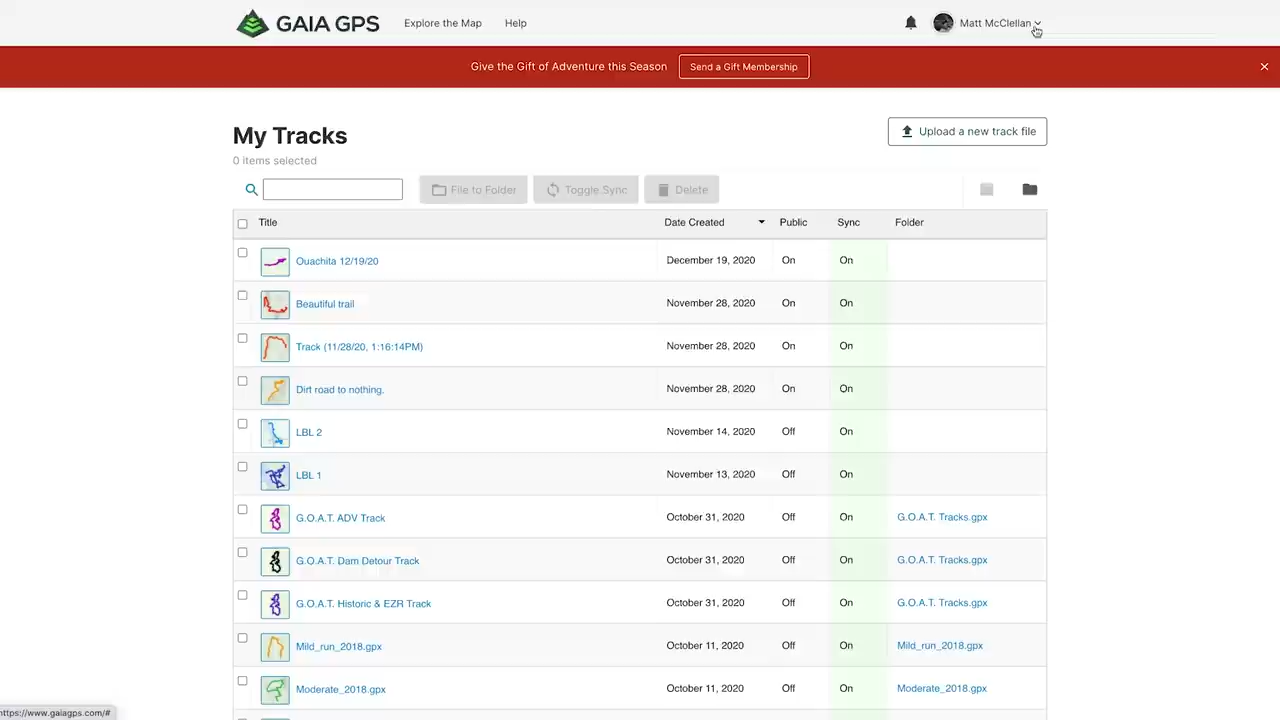 GAIA GPS Explore the Map Help Matt McClellan
Give the Gift of Adventure this Season Send a Gift Membership ×
My Tracks Upload a new track file
0 items selected
File to Folder Toggle Sync Delete
Title Date Created Public Sync Folder
Ouachita 12/19/20 December 19, 2020 On On
Beautiful trail November 28, 2020 On On
Track (11/28/20, 1:16:14PM) November 28, 2020 On On
Dirt road to nothing. November 28, 2020 On On
LBL 2 November 14, 2020 Off On
LBL 1 November 13, 2020 Off On
G.O.A.T. ADV Track October 31, 2020 Off On G.O.A.T. Tracks.gpx
G.O.A.T. Dam Detour Track October 31, 2020 Off On G.O.A.T. Tracks.gpx
G.O.A.T. Historic & EZR Track October 31, 2020 Off On G.O.A.T. Tracks.gpx
Mild_run_2018.gpx October 11, 2020 Off On Mild_run_2018.gpx
Moderate_2018.gpx October 11, 2020 Off On Moderate_2018.gpx
https://www.gaiagps.com/#